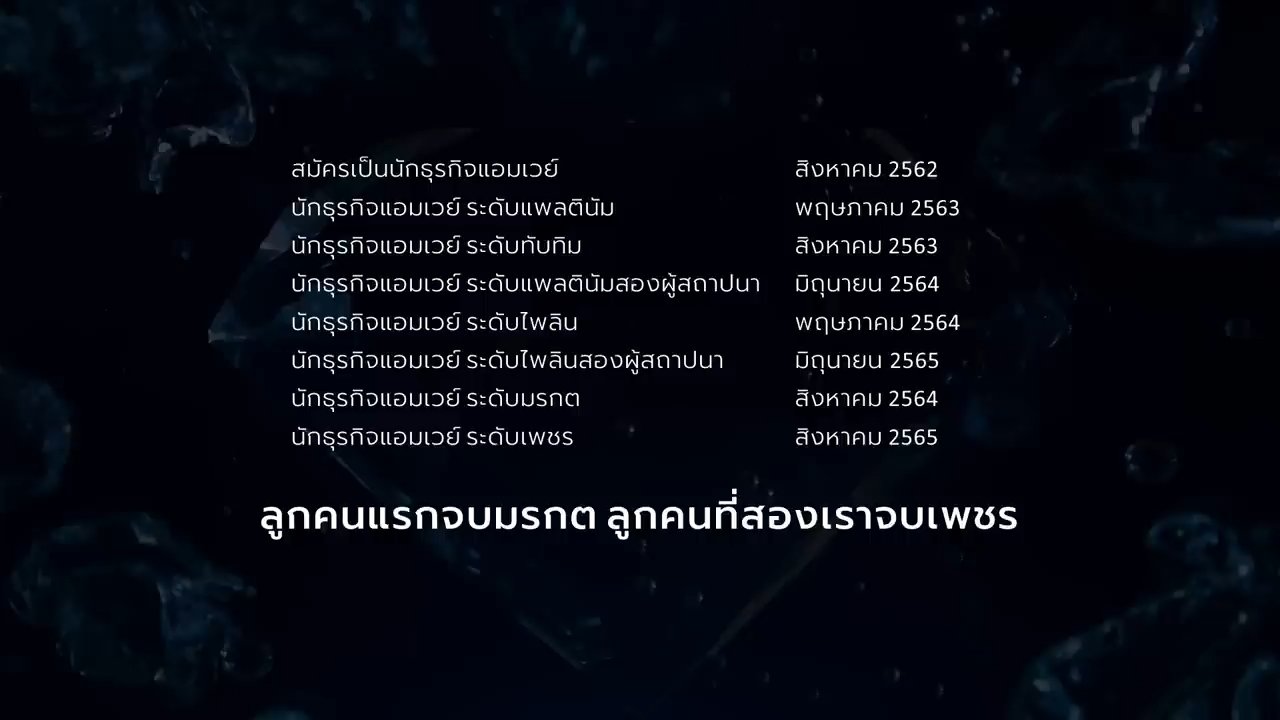 สมัครเป็นนักธุรกิจแอมเวย์ สิงหาคม 2562
นักธุรกิจแอมเวย์ ระดับแพลตินัม พฤษภาคม 2563
นักธุรกิจแอมเวย์ ระดับทับทิม สิงหาคม 2563
นักธุรกิจแอมเวย์ ระดับแพลตินัมสองผู้สถาปนา มิถุนายน 2564
นักธุรกิจแอมเวย์ ระดับไพลิน พฤษภาคม 2564
นักธุรกิจแอมเวย์ ระดับไพลินสองผู้สถาปนา มิถุนายน 2565
นักธุรกิจแอมเวย์ ระดับมรกต สิงหาคม 2564
นักธุรกิจแอมเวย์ ระดับเพชร สิงหาคม 2565
ลูกคนแรกจบมรกต ลูกคนที่สองเราจบเพชร